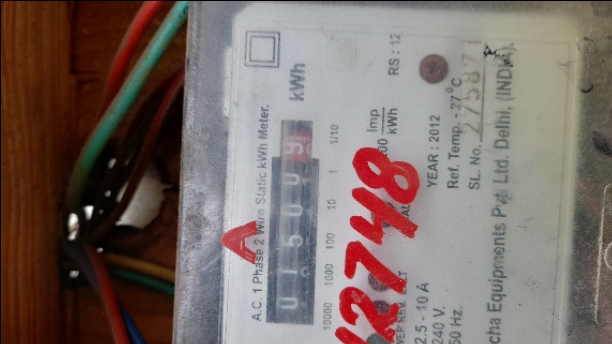 A.C. 1 Phase 2 Wire Static kWh Meter.
015009 kWh
10000 1000 100 10 1 1/10
Imp
kWh
RS : 12
A
12748
YEAR : 2012
Ref. Temp. - 27°C
SL. No. 275871
2.5 - 10 A
240 V.
50 Hz.
cha Equipments Pvt. Ltd. Delhi, (INDIA).